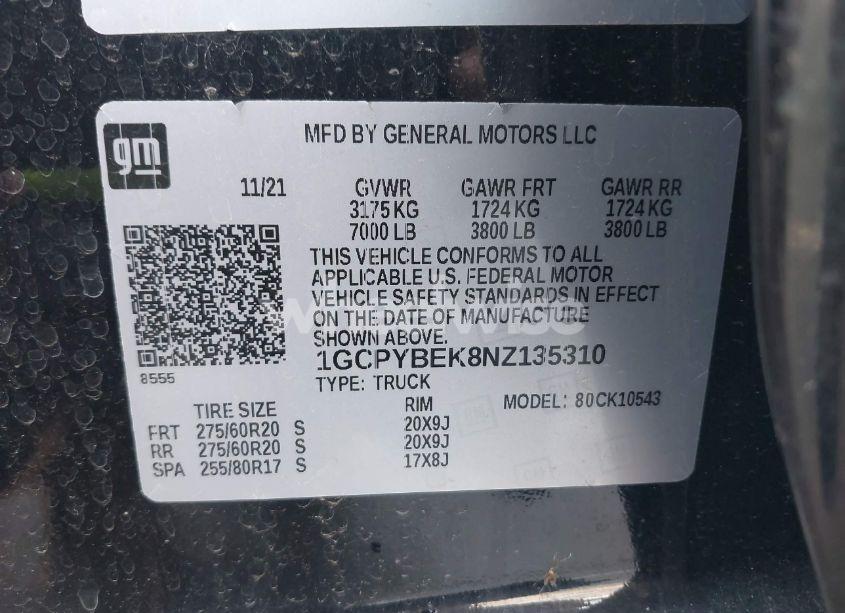 gm
MFD BY GENERAL MOTORS LLC
11/21 GVWR GAWR FRT GAWR RR
3175 KG 1724 KG 1724 KG
7000 LB 3800 LB 3800 LB
THIS VEHICLE CONFORMS TO ALL
APPLICABLE U.S. FEDERAL MOTOR
VEHICLE SAFETY STANDARDS IN EFFECT
ON THE DATE OF MANUFACTURE
SHOWN ABOVE.
1GCPYBEK8NZ135310
8555
TYPE: TRUCK
TIRE SIZE RIM MODEL: 80CK10543
FRT 275/60R20 S 20X9J
RR 275/60R20 S 20X9J
SPA 255/80R17 S 17X8J